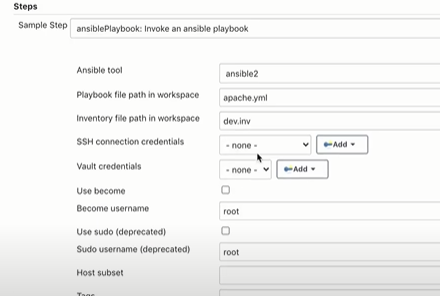 Steps
Sample Step ansiblePlaybook: Invoke an ansible playbook
Ansible tool ansible2
Playbook file path in workspace apache.yml
Inventory file path in workspace dev.inv
SSH connection credentials - none - Add
Vault credentials - none - Add
Use become
Become username root
Use sudo (deprecated)
Sudo username (deprecated) root
Host subset
Tags